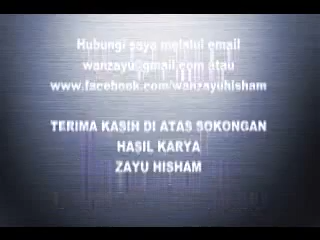 Hubungi saya melalui email
wanzayu@gmail.com atau
www.facebook.com/wanzayuhisham
TERIMA KASIH DI ATAS SOKONGAN
HASIL KARYA
ZAYU HISHAM